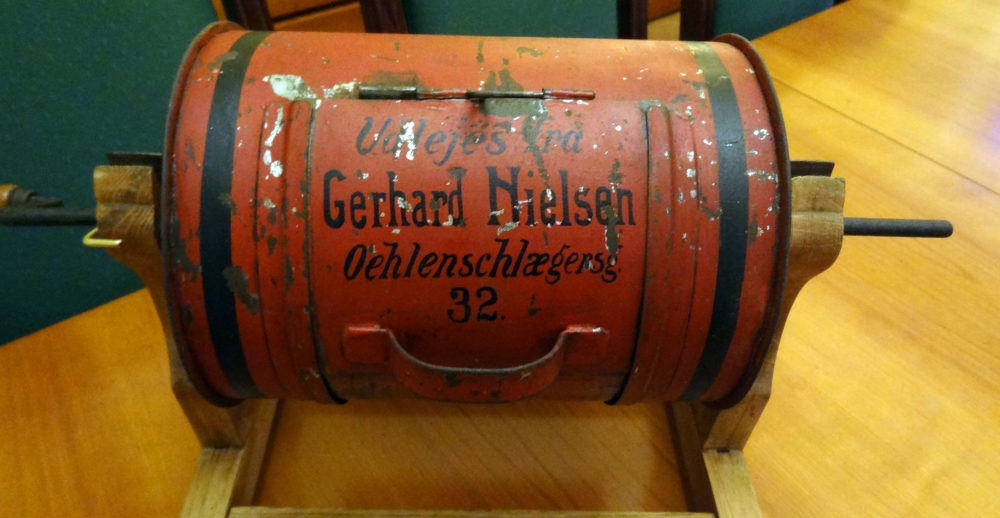 Udlejes fra
Gerhard Nielsen
Oehlenschlægersg.
32.